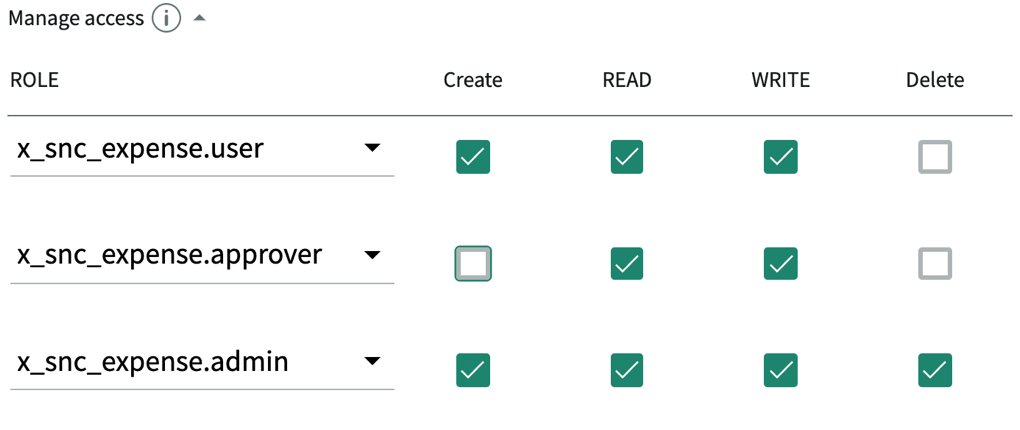 Manage access
ROLE Create READ WRITE Delete
x_snc_expense.user
x_snc_expense.approver
x_snc_expense.admin